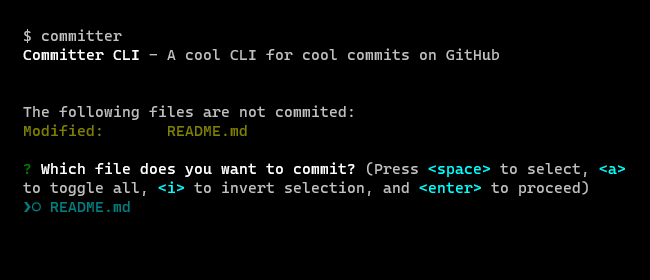 $ committer
Committer CLI - A cool CLI for cool commits on GitHub
The following files are not commited:
Modified: README.md
? Which file does you want to commit? (Press <space> to select, <a>
to toggle all, <i> to invert selection, and <enter> to proceed)
❯◯ README.md